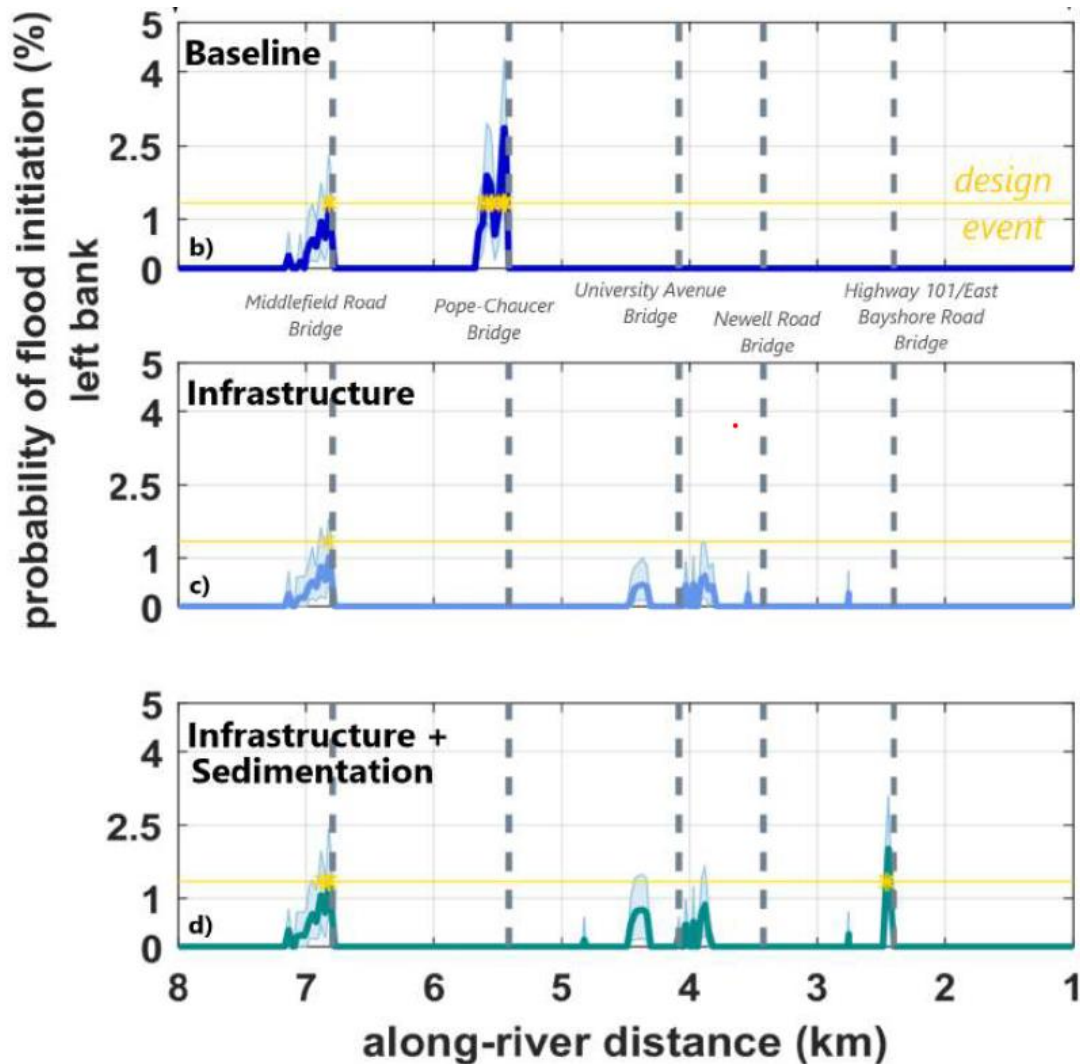 probability of flood initiation (%)
left bank
5
4
2.5
1
0
Baseline
b)
design
event
Middlefield Road
Bridge
Pope-Chaucer
Bridge
University Avenue
Bridge
Newell Road
Bridge
Highway 101/East
Bayshore Road
Bridge
5
4
2.5
1
0
Infrastructure
c)
5
4
2.5
1
0
Infrastructure +
Sedimentation
d)
8 7 6 5 4 3 2 1
along-river distance (km)